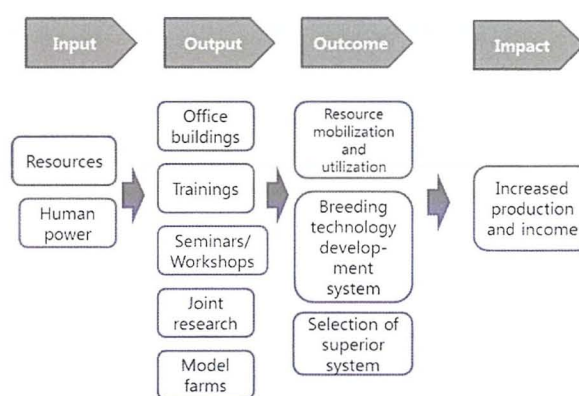 Input
Output
Outcome
Impact
Resources
Human
power
Office
buildings
Trainings
Seminars/
Workshops
Joint
research
Model
farms
Resource
mobilization
and
utilization
Breeding
technology
develop-
ment
system
Selection of
superior
system
Increased
production
and income